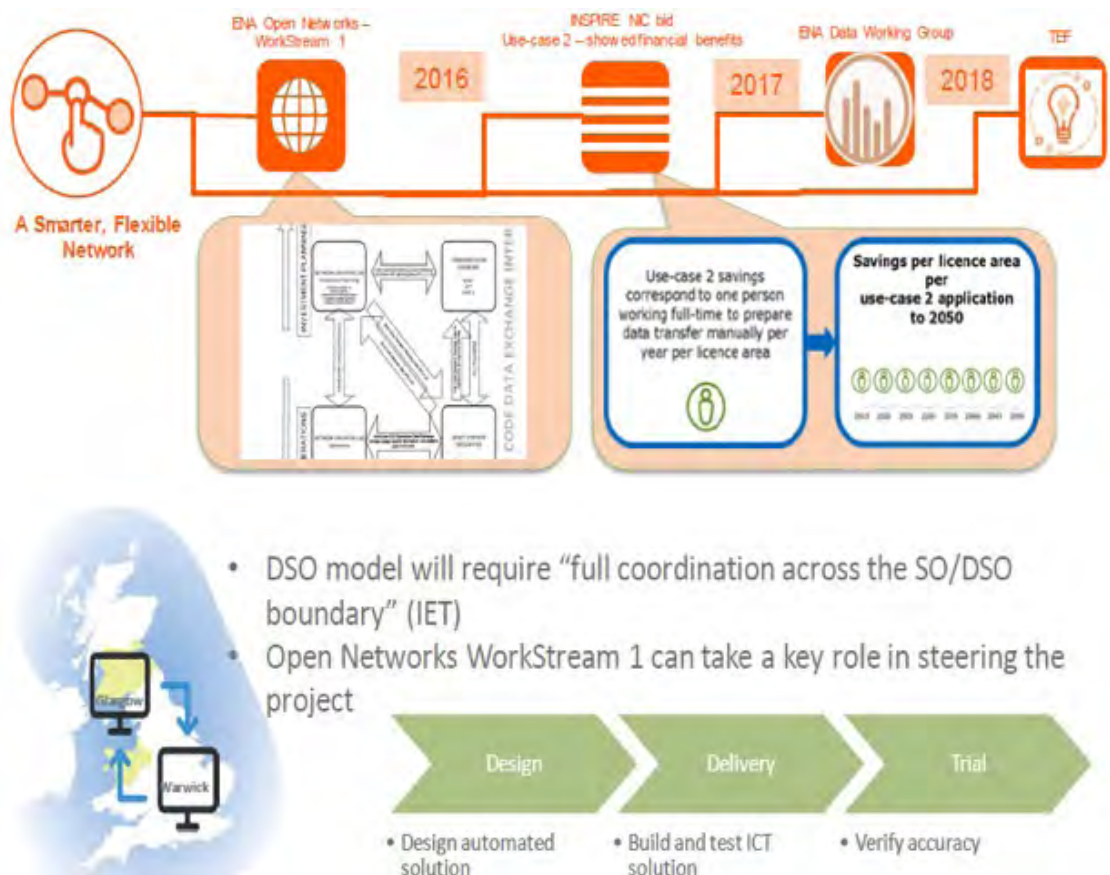 ENA Open Networks –
WorkStream 1
2016
INSPIRE NIC bid
Use-case 2 – showed financial benefits
2017
ENA Data Working Group
2018
TEF
A Smarter, Flexible
Network
INVESTMENT PLANNING
CODE DATA EXCHANGE INTER
Use-case 2 savings
correspond to one person
working full-time to prepare
data transfer manually per
year per licence area
Savings per licence area
per
use-case 2 application
to 2050
• DSO model will require “full coordination across the SO/DSO
boundary” (IET)
• Open Networks WorkStream 1 can take a key role in steering the
project
Glasgow
Warwick
Design
Delivery
Trial
• Design automated
solution
• Build and test ICT
solution
• Verify accuracy